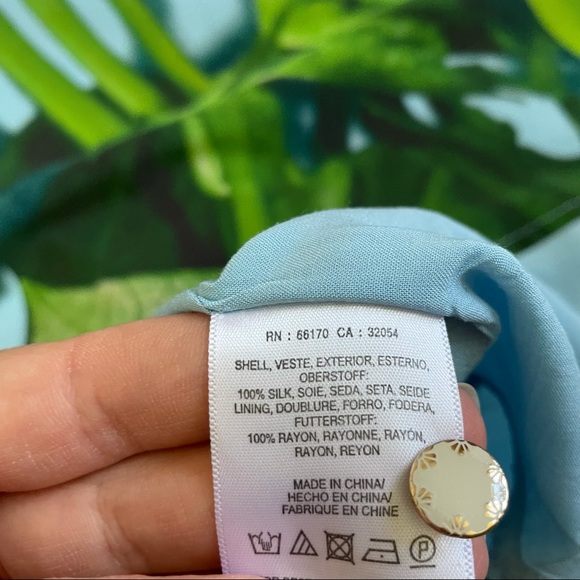 RN : 66170 CA : 32054
SHELL, VESTE, EXTERIOR, ESTERNO,
OBERSTOFF:
100% SILK, SOIE, SEDA, SETA, SEIDE
LINING, DOUBLURE, FORRO, FODERA,
FUTTERSTOFF:
100% RAYON, RAYONNE, RAYÓN,
RAYON, REYON
MADE IN CHINA/
HECHO EN CHINA/
FABRIQUE EN CHINE
P